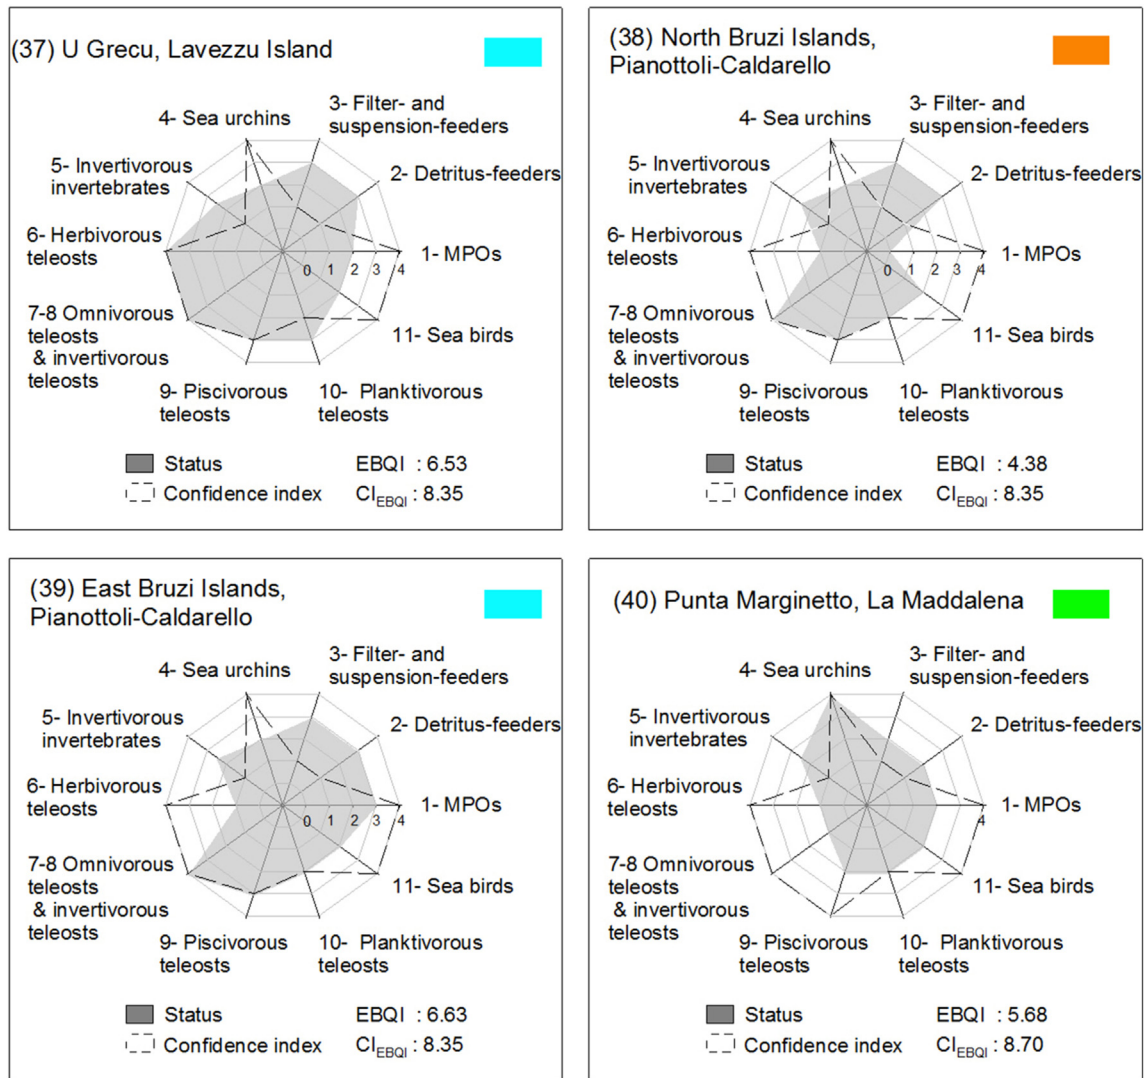 (37) U Grecu, Lavezzu Island
4- Sea urchins
3- Filter- and
suspension-feeders
5- Invertivorous
invertebrates
2- Detritus-feeders
6- Herbivorous
teleosts
0 1 2 3 4
1- MPOs
7-8 Omnivorous
teleosts
& invertivorous
teleosts
11- Sea birds
9- Piscivorous
teleosts
10- Planktivorous
teleosts
Status
EBQI : 6.53
Confidence index
CIEBQI : 8.35
(38) North Bruzi Islands,
Pianottoli-Caldarello
4- Sea urchins
3- Filter- and
suspension-feeders
5- Invertivorous
invertebrates
2- Detritus-feeders
6- Herbivorous
teleosts
0 1 2 3 4
1- MPOs
7-8 Omnivorous
teleosts
& invertivorous
teleosts
11- Sea birds
9- Piscivorous
teleosts
10- Planktivorous
teleosts
Status
EBQI : 4.38
Confidence index
CIEBQI : 8.35
(39) East Bruzi Islands,
Pianottoli-Caldarello
4- Sea urchins
3- Filter- and
suspension-feeders
5- Invertivorous
invertebrates
2- Detritus-feeders
6- Herbivorous
teleosts
0 1 2 3 4
1- MPOs
7-8 Omnivorous
teleosts
& invertivorous
teleosts
11- Sea birds
9- Piscivorous
teleosts
10- Planktivorous
teleosts
Status
EBQI : 6.63
Confidence index
CIEBQI : 8.35
(40) Punta Marginetto, La Maddalena
4- Sea urchins
3- Filter- and
suspension-feeders
5- Invertivorous
invertebrates
2- Detritus-feeders
6- Herbivorous
teleosts
4
1- MPOs
7-8 Omnivorous
teleosts
& invertivorous
teleosts
11- Sea birds
9- Piscivorous
teleosts
10- Planktivorous
teleosts
Status
EBQI : 5.68
Confidence index
CIEBQI : 8.70